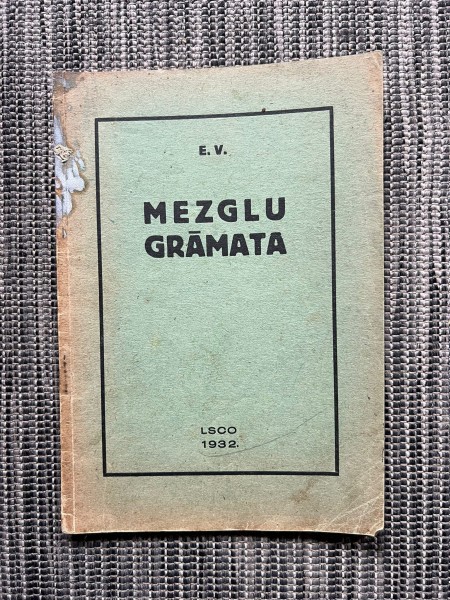 E. V.
MEZGLU
GRĀMATA
LSCO
1932.